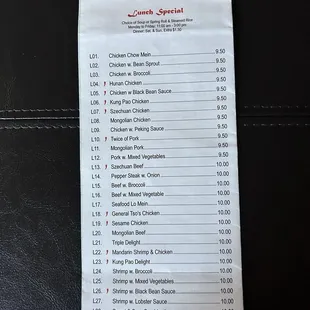 Lunch Special
Choice of Soup or Spring Roll & Steamed Rice
Monday to Friday: 11:00 am - 3:00 pm
Dinner: Sat. & Sun. Extra $1.50
L01. Chicken Chow Mein 9.50
L02. Chicken w. Bean Sprout 9.50
L03. Chicken w. Broccoli 9.50
L04. Hunan Chicken 9.50
L05. Chicken w Black Bean Sauce 9.50
L06. Kung Pao Chicken 9.50
L07. Szechuan Chicken 9.50
L08. Mongolian Chicken 9.50
L09. Chicken w. Peking Sauce 9.50
L10. Twice of Pork 9.50
L11. Mongolian Pork 9.50
L12. Pork w. Mixed Vegetables 9.50
L13. Szechuan Beef 10.00
L14. Pepper Steak w. Onion 10.00
L15. Beef w. Broccoli 10.00
L16. Beef w. Mixed Vegetable 10.00
L17. Seafood Lo Mein 10.00
L18. General Tso's Chicken 10.00
L19. Sesame Chicken 10.00
L20. Mongolian Beef 10.00
L21. Triple Delight 10.00
L22. Mandarin Shrimp & Chicken 10.00
L23. Kung Pao Delight 10.00
L24. Shrimp w. Broccoli 10.00
L25. Shrimp w. Mixed Vegetables 10.00
L26. Shrimp w. Black Bean Sauce 10.00
L27. Shrimp w. Lobster Sauce 10.00